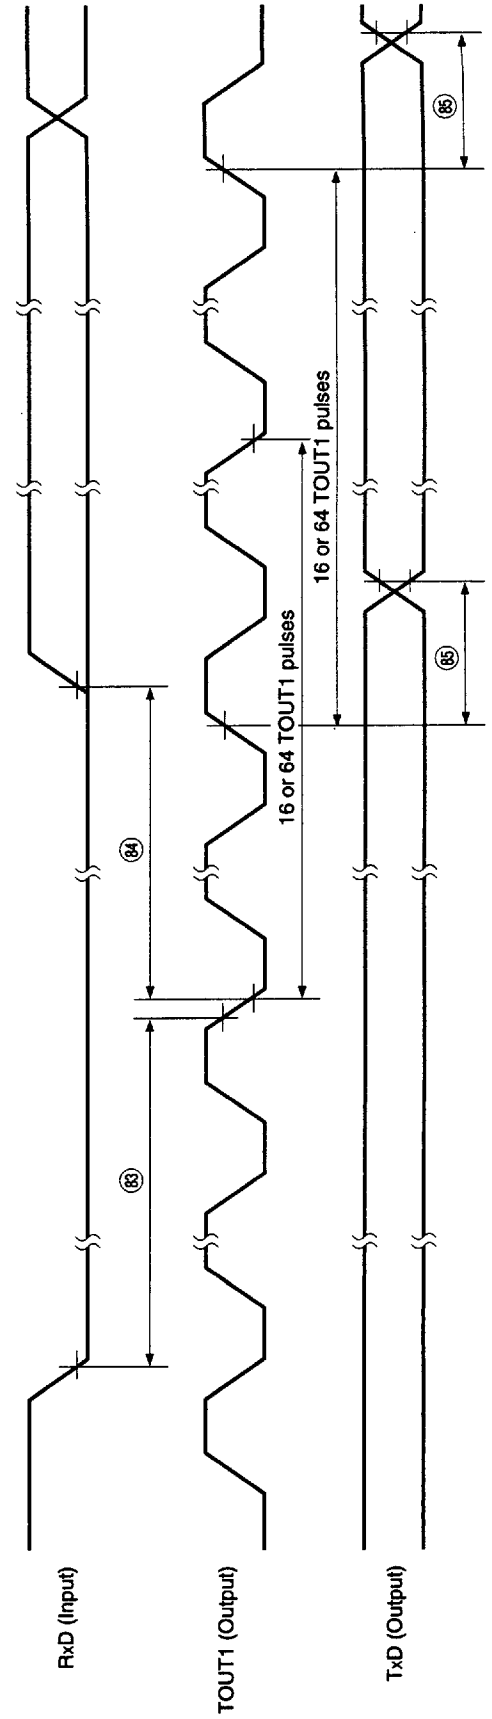 RxD (Input)
83
84
TOUT1 (Output)
16 or 64 TOUT1 pulses
16 or 64 TOUT1 pulses
TxD (Output)
85
85